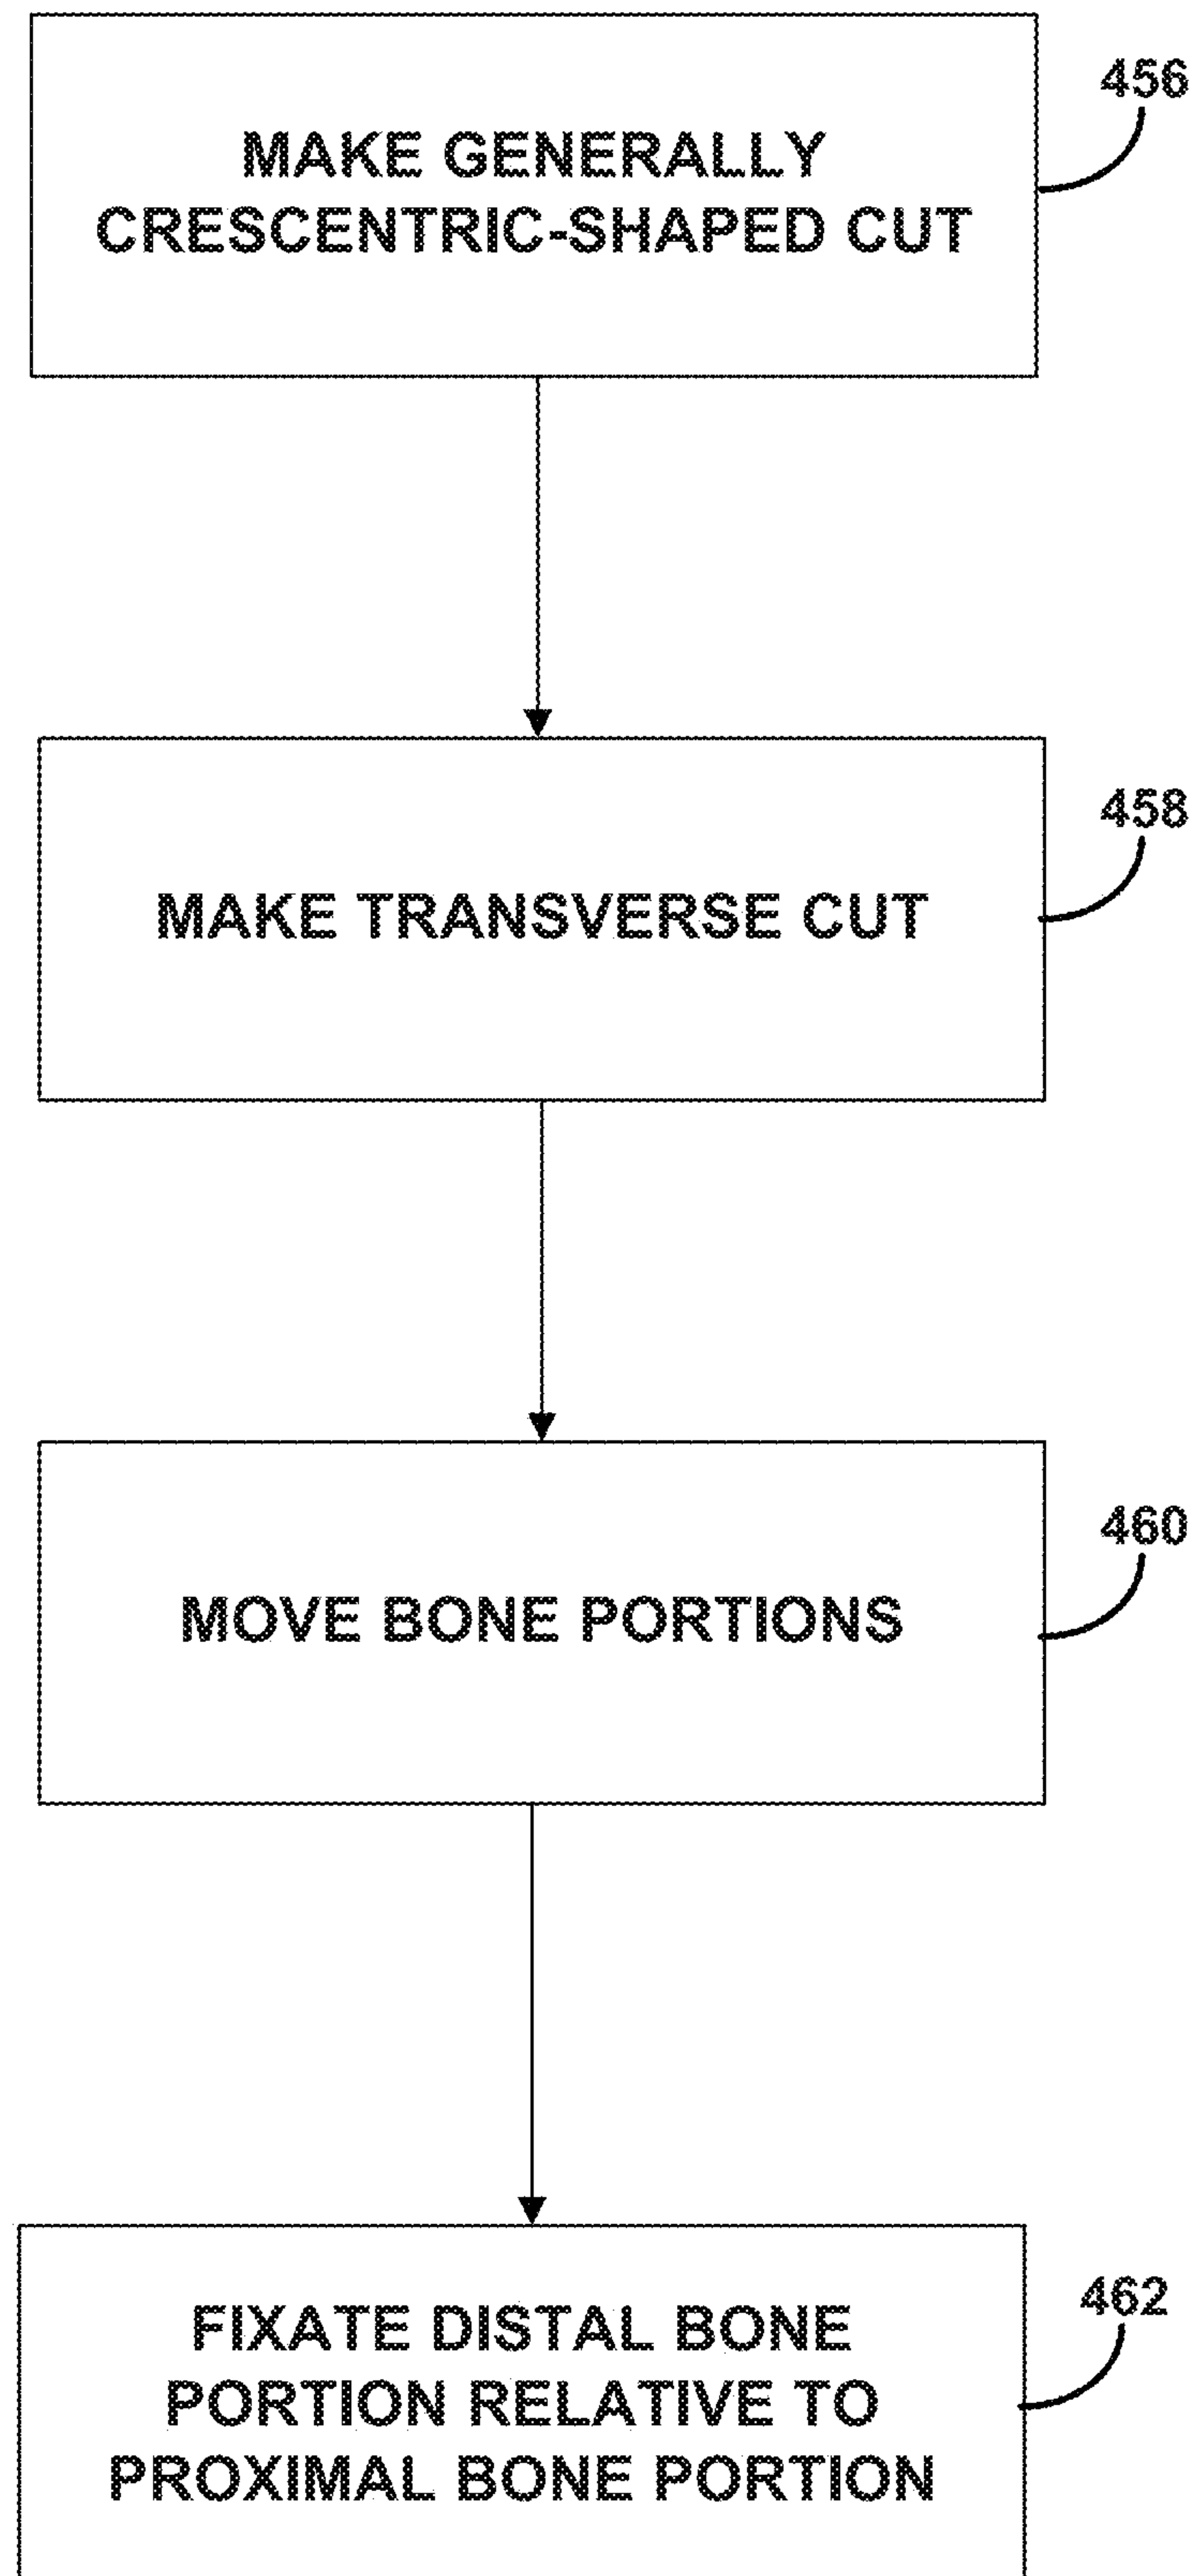 456
MAKE GENERALLY
CRESCENTRIC-SHAPED CUT
458
MAKE TRANSVERSE CUT
460
MOVE BONE PORTIONS
462
FIXATE DISTAL BONE
PORTION RELATIVE TO
PROXIMAL BONE PORTION